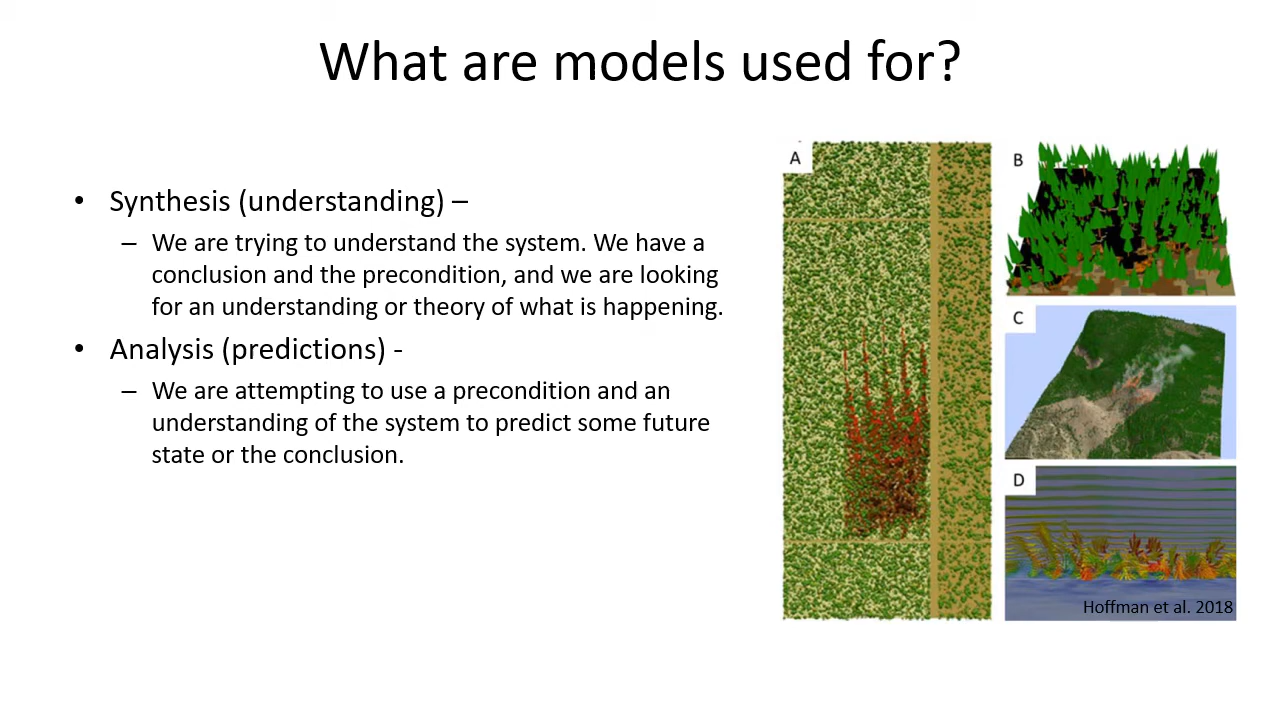 What are models used for?
• Synthesis (understanding) –
– We are trying to understand the system. We have a
conclusion and the precondition, and we are looking
for an understanding or theory of what is happening.
• Analysis (predictions) -
– We are attempting to use a precondition and an
understanding of the system to predict some future
state or the conclusion.
A
B
C
D
Hoffman et al. 2018